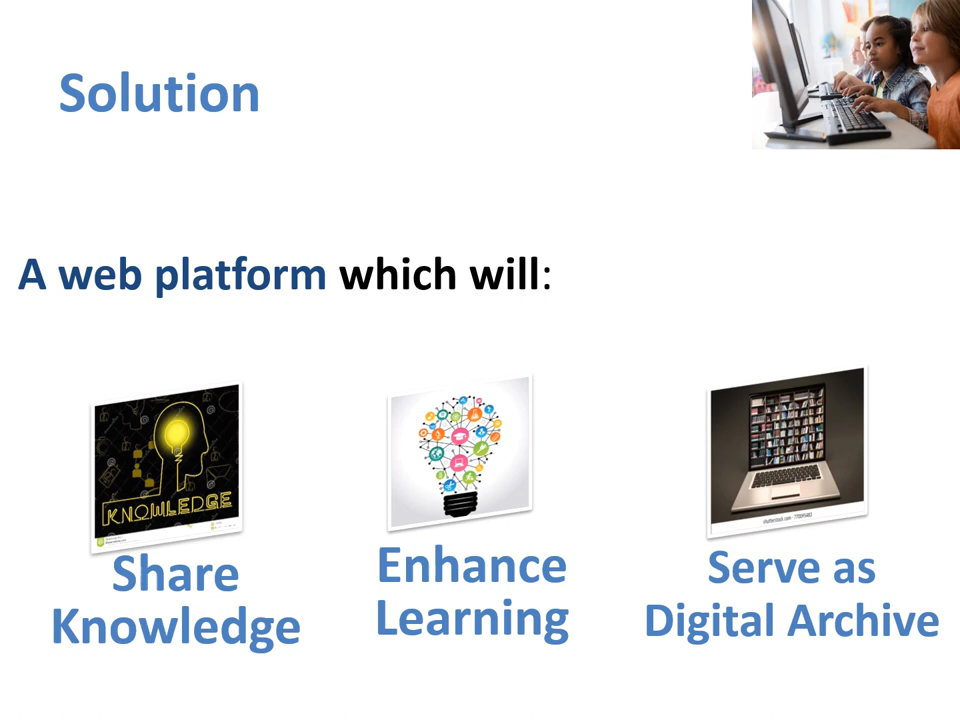 Solution
A web platform which will:
KNOWLEDGE
Share
Knowledge
Enhance
Learning
Serve as
Digital Archive